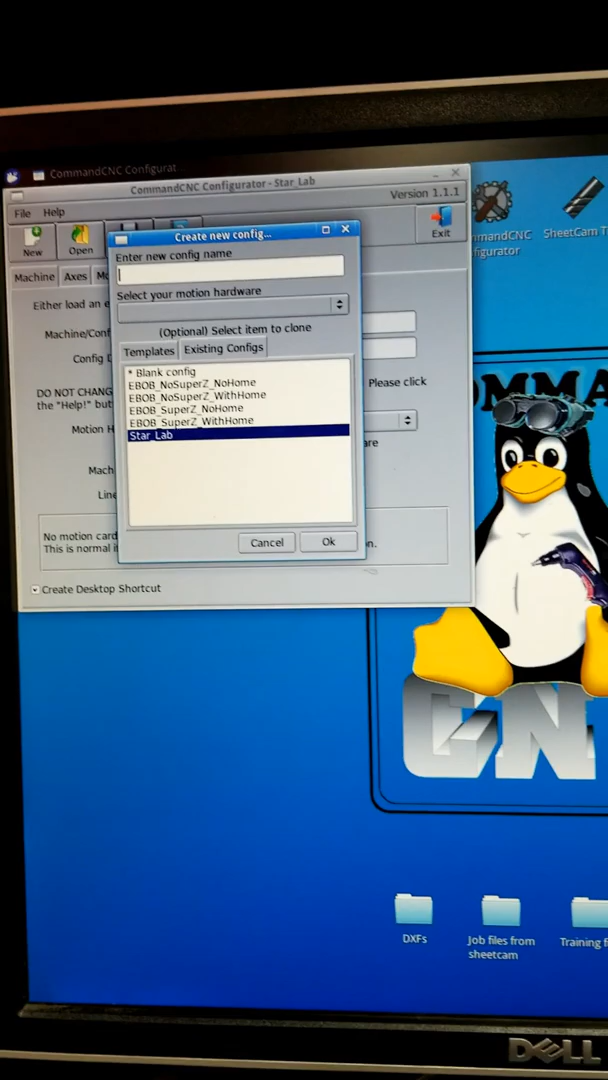 CommandCNC Configurat
CommandCNC Configurator - Star_Lab
File Help
Version 1.1.1
New
Open
Exit
Machine Axes
Create new config...
Enter new config name
Select your motion hardware
(Optional) Select item to clone
Templates Existing Configs
* Blank config
EBOB_NoSuperZ_NoHome
EBOB_NoSuperZ_WithHome
EBOB_SuperZ_NoHome
EBOB_SuperZ_WithHome
Star_Lab
Cancel Ok
Either load an e
Machine/Conf
Config
DO NOT CHANG
Please click
the "Help!" but
Motion H
are
Mach
Line
No motion card
This is normal i
n.
Create Desktop Shortcut
mmandCNC
figurator
SheetCam T
OMMA
CN
DXFs
Job files from
sheetcam
Training f
DELL